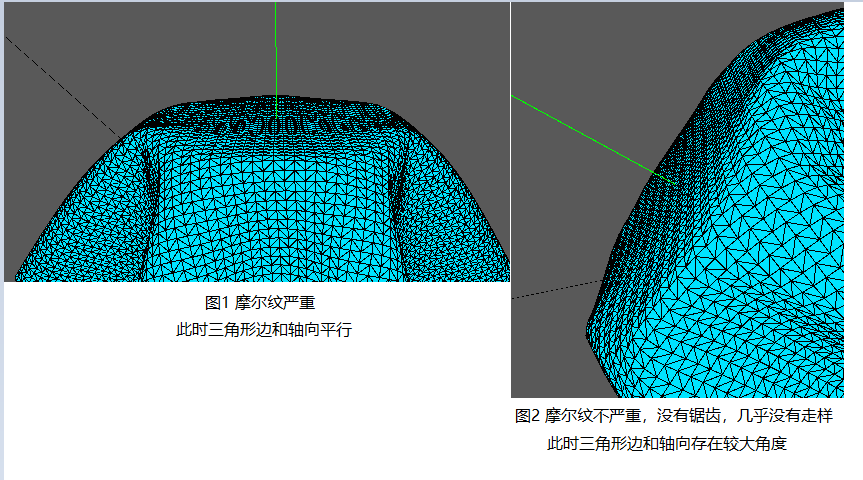 图1 摩尔纹严重
此时三角形边和轴向平行
图2 摩尔纹不严重，没有锯齿，几乎没有走样
此时三角形边和轴向存在较大角度